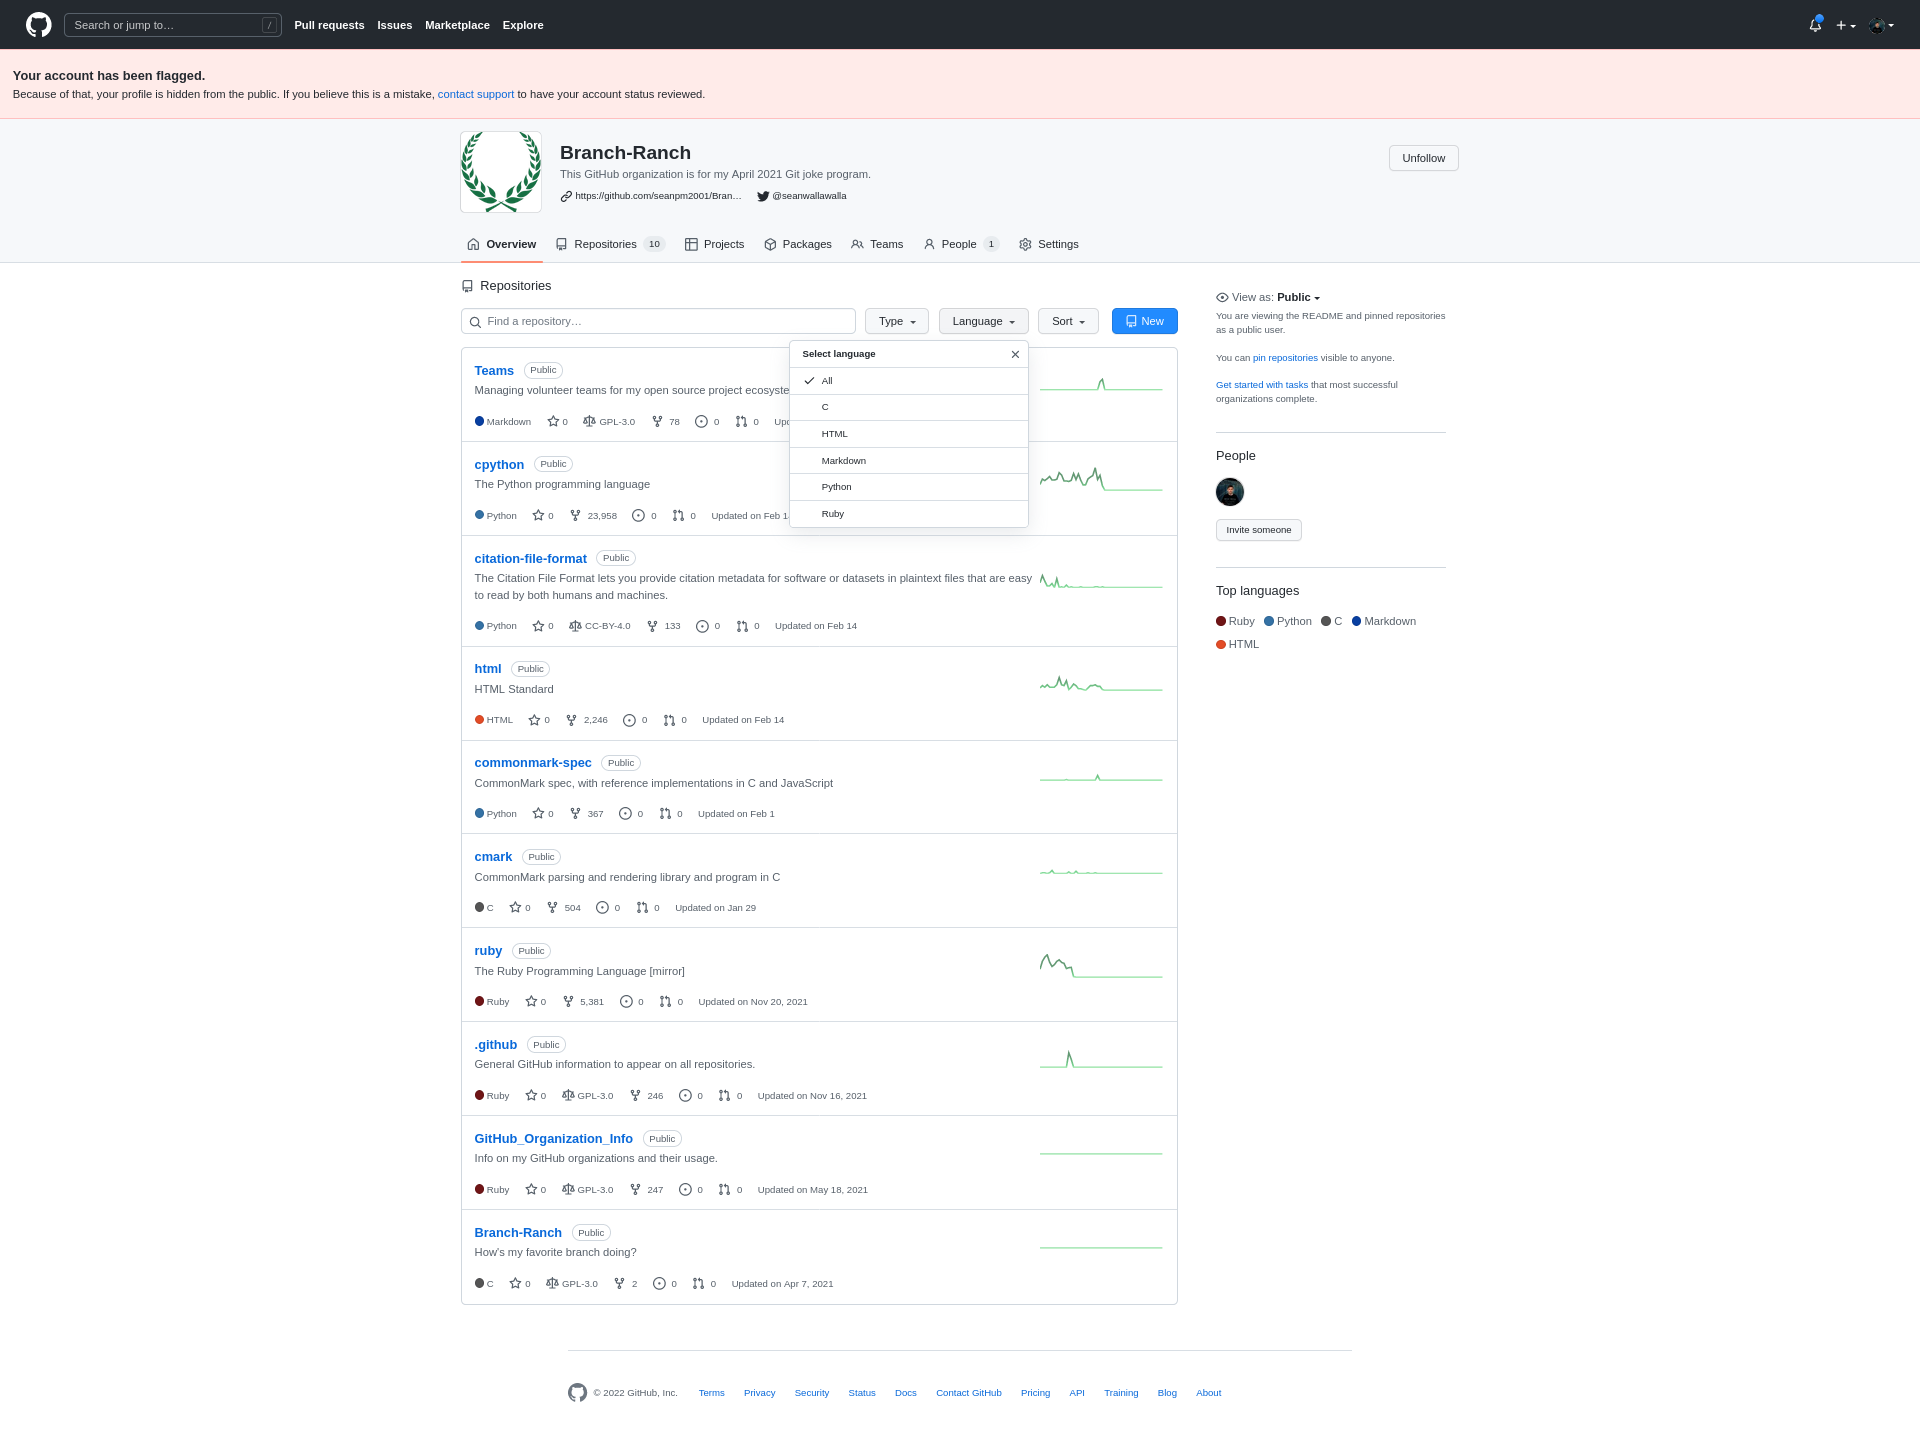 Search or jump to… /
Pull requests Issues Marketplace Explore
Your account has been flagged.
Because of that, your profile is hidden from the public. If you believe this is a mistake, contact support to have your account status reviewed.
Branch-Ranch
This GitHub organization is for my April 2021 Git joke program.
https://github.com/seanpm2001/Bran… @seanwallawalla
Unfollow
Overview Repositories 10 Projects Packages Teams People 1 Settings
Repositories
Find a repository… Type Language Sort New
Select language
All
C
HTML
Markdown
Python
Ruby
Teams Public
Managing volunteer teams for my open source project
Markdown 0 GPL-3.0 78 0 0
cpython Public
The Python programming language
Python 0 23,958 0 0 Updated on Feb
citation-file-format Public
The Citation File Format lets you provide citation metadata for software or datasets in plaintext files that are easy
to read by both humans and machines.
Python 0 CC-BY-4.0 133 0 0 Updated on Feb 14
html Public
HTML Standard
HTML 0 2,246 0 0 Updated on Feb 14
commonmark-spec Public
CommonMark spec, with reference implementations in C and JavaScript
Python 0 367 0 0 Updated on Feb 1
cmark Public
CommonMark parsing and rendering library and program in C
C 0 504 0 0 Updated on Jan 29
ruby Public
The Ruby Programming Language [mirror]
Ruby 0 5,381 0 0 Updated on Nov 20, 2021
.github Public
General GitHub information to appear on all repositories.
Ruby 0 GPL-3.0 246 0 0 Updated on Nov 16, 2021
GitHub_Organization_Info Public
Info on my GitHub organizations and their usage.
Ruby 0 GPL-3.0 247 0 0 Updated on May 18, 2021
Branch-Ranch Public
How's my favorite branch doing?
C 0 GPL-3.0 2 0 0 Updated on Apr 7, 2021
View as: Public
You are viewing the README and pinned repositories
as a public user.
You can pin repositories visible to anyone.
Get started with tasks that most successful
organizations complete.
People
Invite someone
Top languages
Ruby Python C Markdown
HTML
© 2022 GitHub, Inc. Terms Privacy Security Status Docs Contact GitHub Pricing API Training Blog About